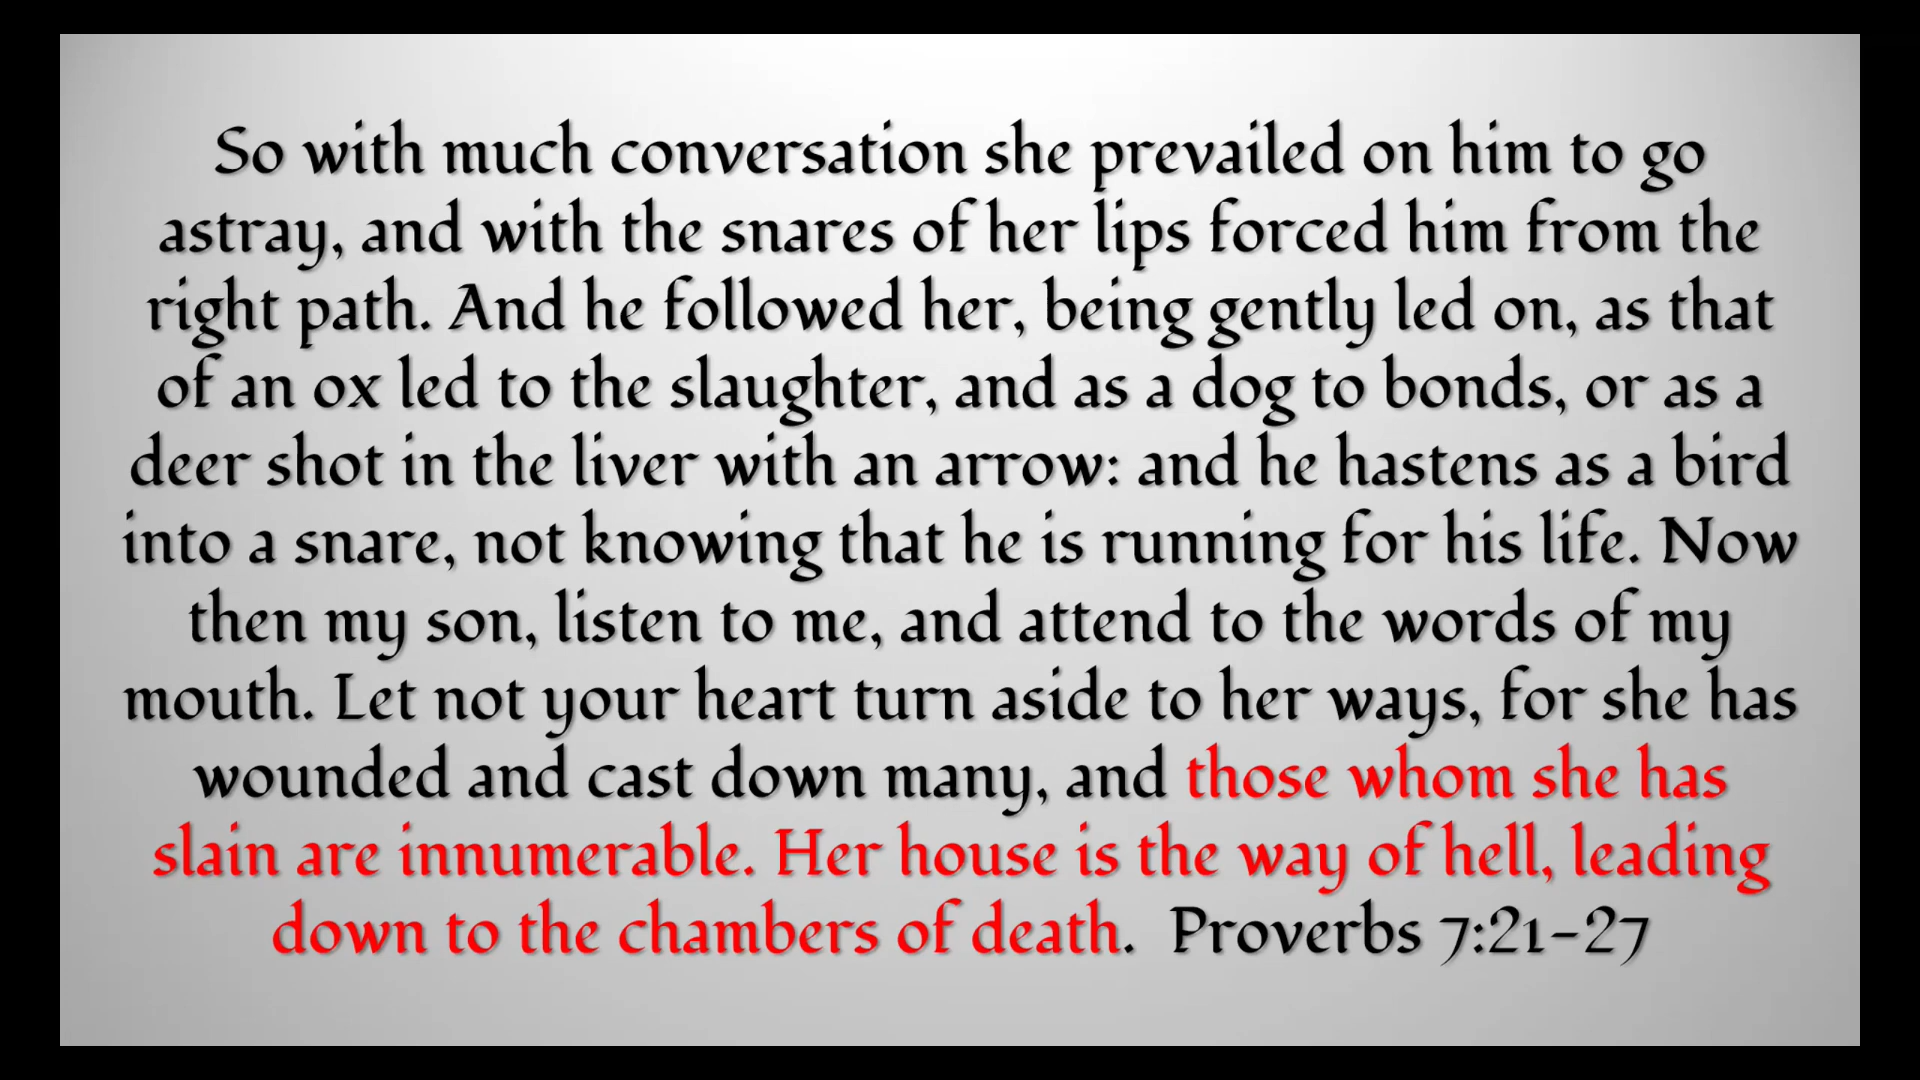 So with much conversation she prevailed on him to go
astray, and with the snares of her lips forced him from the
right path. And he followed her, being gently led on, as that
of an ox led to the slaughter, and as a dog to bonds, or as a
deer shot in the liver with an arrow: and he hastens as a bird
into a snare, not knowing that he is running for his life. Now
then my son, listen to me, and attend to the words of my
mouth. Let not your heart turn aside to her ways, for she has
wounded and cast down many, and those whom she has
slain are innumerable. Her house is the way of hell, leading
down to the chambers of death.  Proverbs 7:21-27